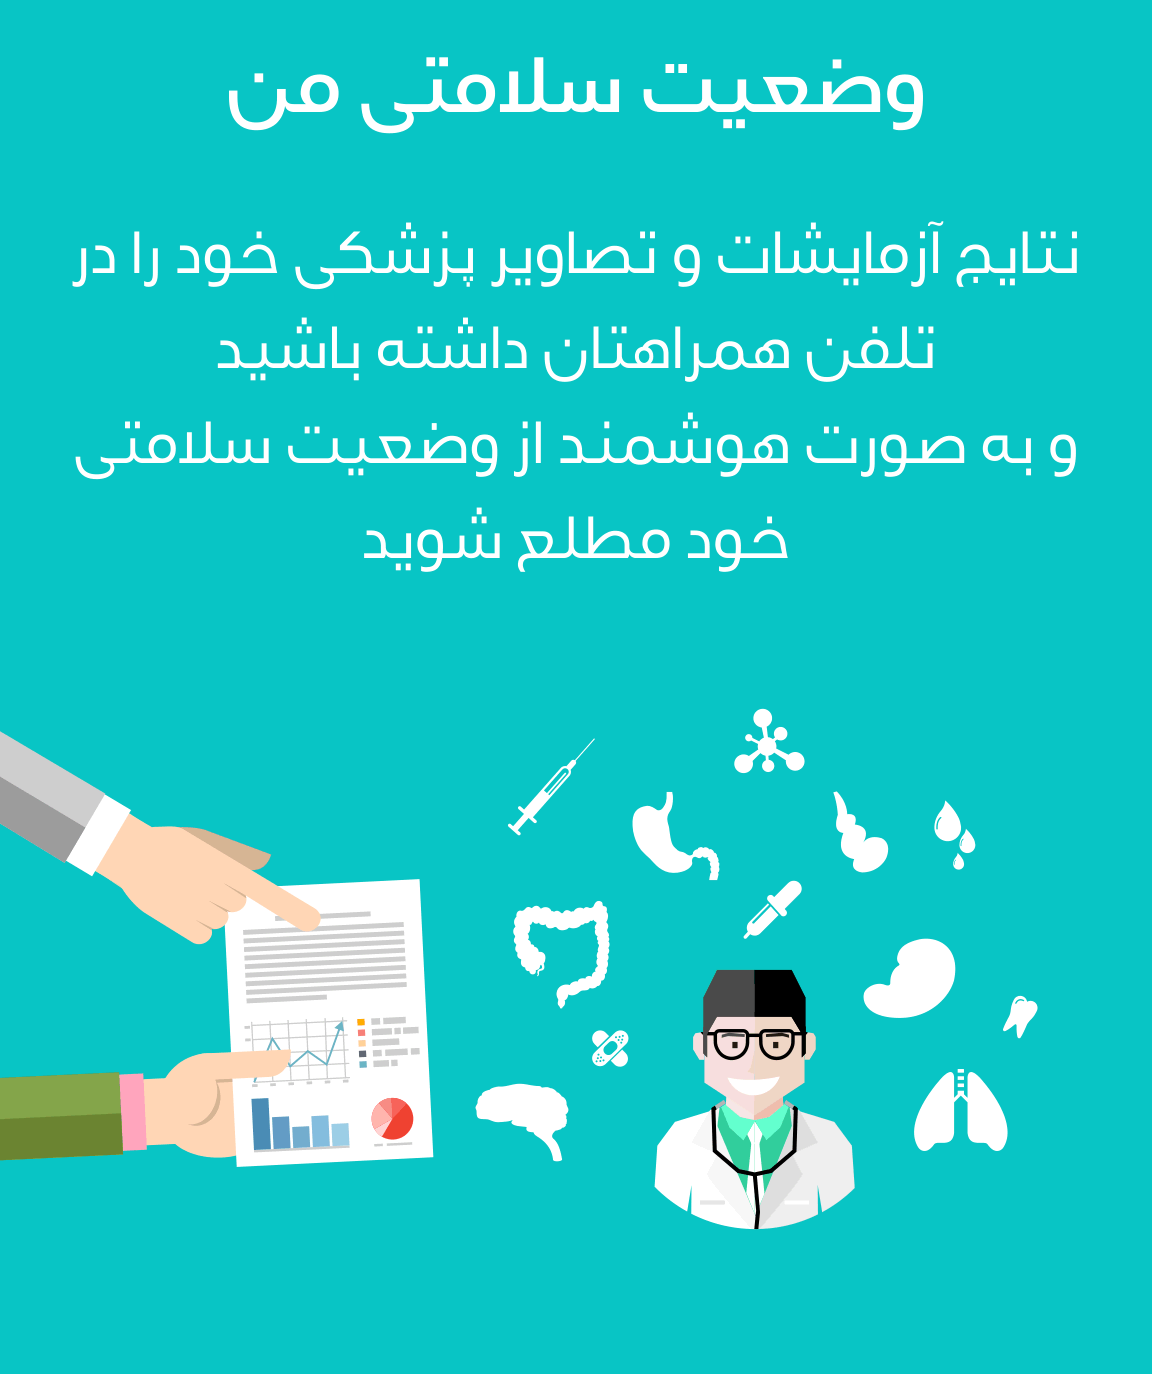 وضعیت سلامتی من
نتایج آزمایشات و تصاویر پزشکی خود را در
تلفن همراهتان داشته باشید
و به صورت هوشمند از وضعیت سلامتی
خود مطلع شوید